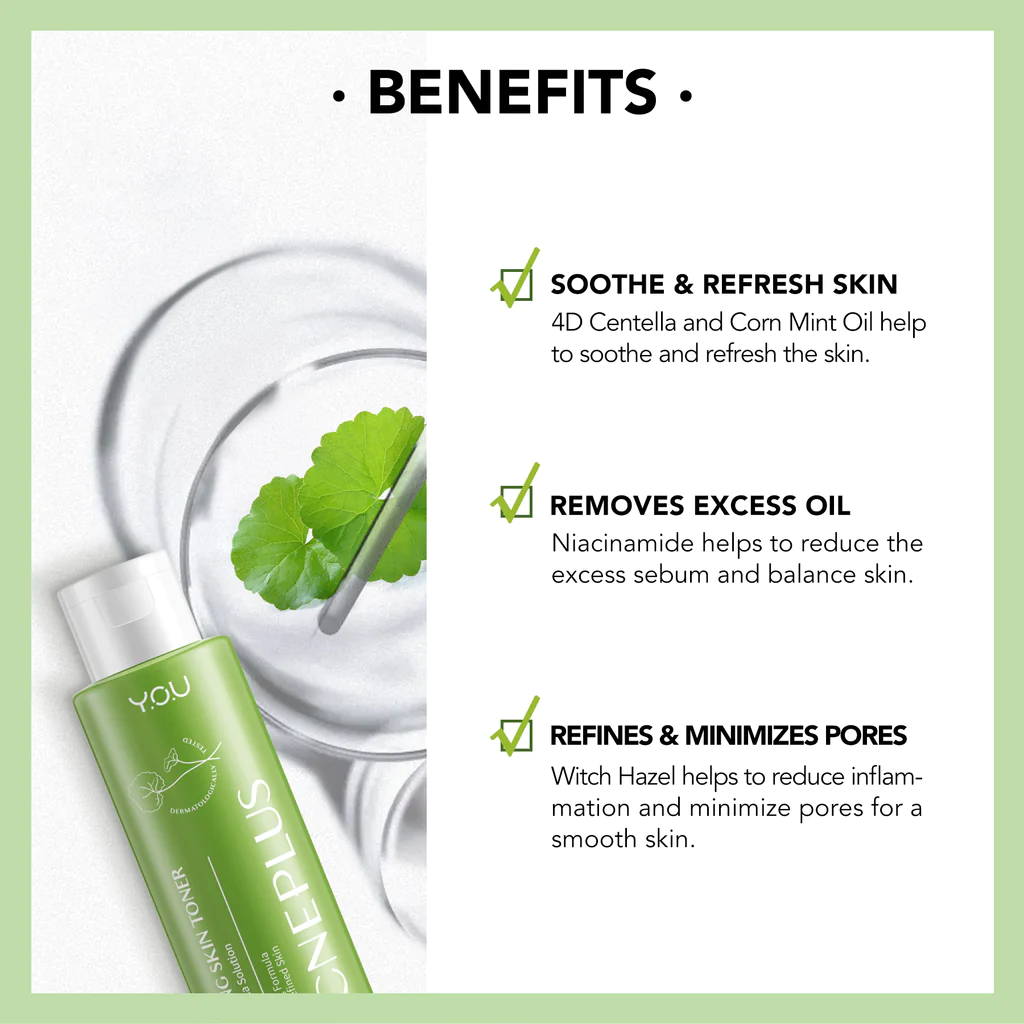 • BENEFITS •
SOOTHE & REFRESH SKIN
4D Centella and Corn Mint Oil help
to soothe and refresh the skin.
REMOVES EXCESS OIL
Niacinamide helps to reduce the
excess sebum and balance skin.
REFINES & MINIMIZES PORES
Witch Hazel helps to reduce inflam-
mation and minimize pores for a
smooth skin.
Y.O.U
DERMATOLOGICALLY TESTED
CNEPLUS
SKIN TONER
Solution
Formula
Skin